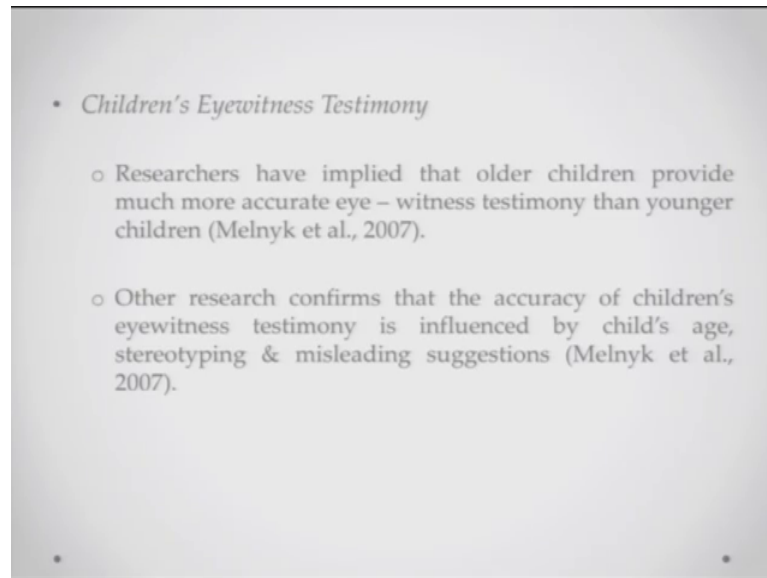 • Children's Eyewitness Testimony
o Researchers have implied that older children provide
much more accurate eye – witness testimony than younger
children (Melnyk et al., 2007).
o Other research confirms that the accuracy of children's
eyewitness testimony is influenced by child's age,
stereotyping & misleading suggestions (Melnyk et al.,
2007).